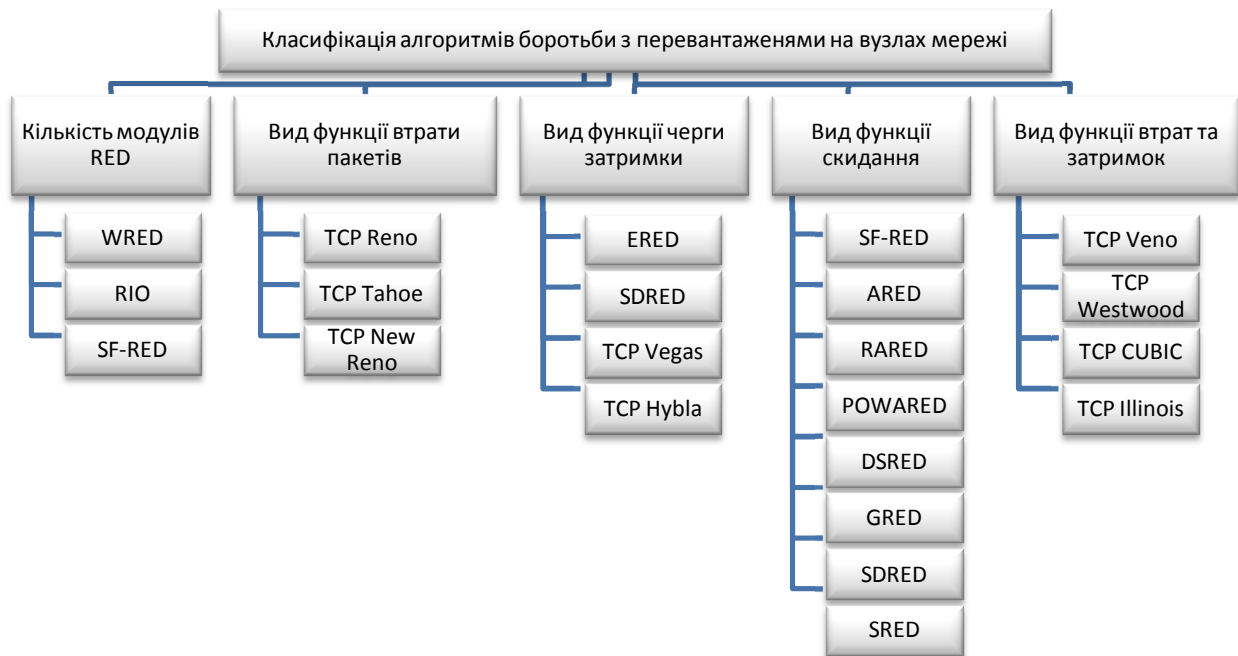 Класифікація алгоритмів боротьби з перевантаженями на вузлах мережі
Кількість модулів
RED
WRED
RIO
SF-RED
Вид функції втрати
пакетів
TCP Reno
TCP Tahoe
TCP New
Reno
Вид функції черги
затримки
ERED
SDRED
TCP Vegas
TCP Hybla
Вид функції
скидання
SF-RED
ARED
RARED
POWARED
DSRED
GRED
SDRED
SRED
Вид функції втрат та
затримок
TCP Veno
TCP
Westwood
TCP CUBIC
TCP Illinois